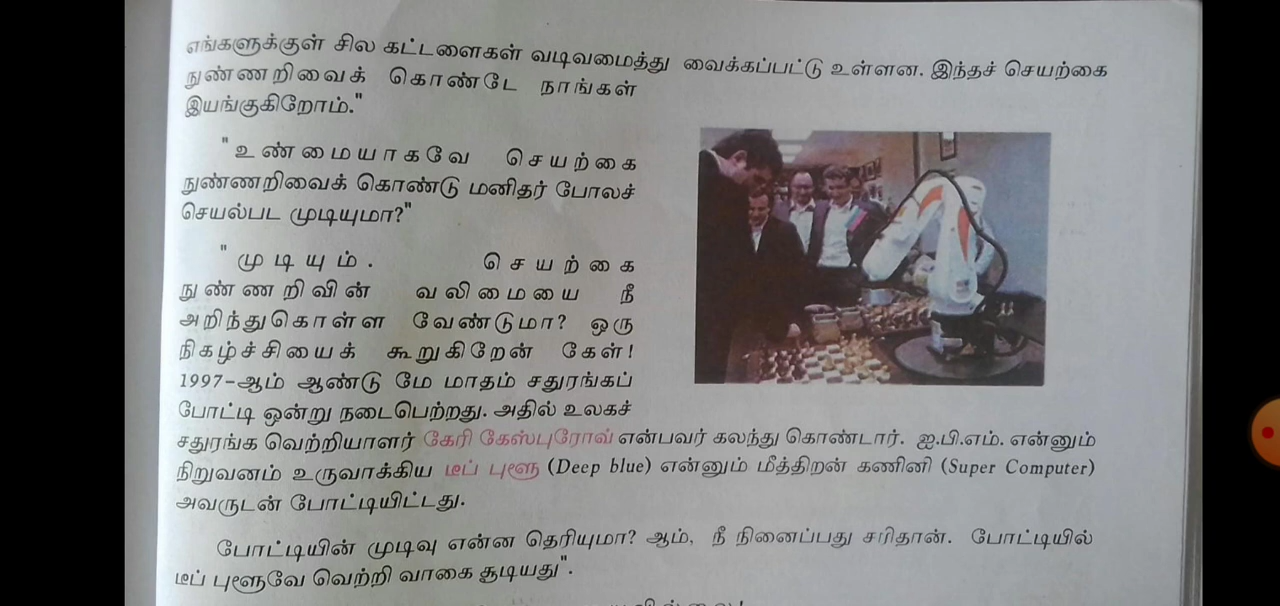 எங்களுக்குள் சில கட்டளைகள் வடிவமைத்து வைக்கப்பட்டு உள்ளன. இந்தச் செயற்கை
நுண்ணறிவைக் கொண்டே நாங்கள்
இயங்குகிறோம்."
"உண்மையாகவே செயற்கை
நுண்ணறிவைக் கொண்டு மனிதர் போலச்
செயல்பட முடியுமா?"
"முடியும். செயற்கை
நுண்ணறிவின் வலிமையை நீ
அறிந்துகொள்ள வேண்டுமா? ஒரு
நிகழ்ச்சியைக் கூறுகிறேன் கேள்!
1997-ஆம் ஆண்டு மே மாதம் சதுரங்கப்
போட்டி ஒன்று நடைபெற்றது. அதில் உலகச்
சதுரங்க வெற்றியாளர் கேரி கேஸ்புரோவ் என்பவர் கலந்து கொண்டார். ஐ.பி.எம். என்னும்
நிறுவனம் உருவாக்கிய டீப் புளூ (Deep blue) என்னும் மீத்திறன் கணினி (Super Computer)
அவருடன் போட்டியிட்டது.
போட்டியின் முடிவு என்ன தெரியுமா? ஆம், நீ நினைப்பது சரிதான். போட்டியில்
டீப் புளூவே வெற்றி வாகை சூடியது".